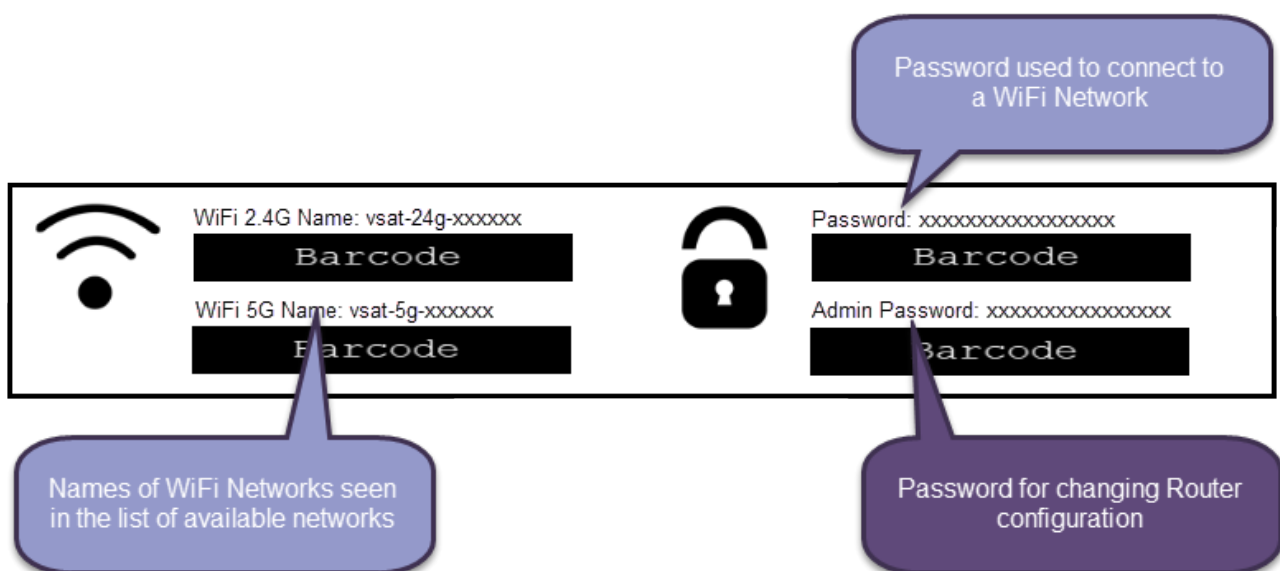 Password used to connect to
a WiFi Network
WiFi 2.4G Name: vsat-24g-xxxxxx
Barcode
WiFi 5G Name: vsat-5g-xxxxxx
Barcode
Password: xxxxxxxxxxxxxxxxx
Barcode
Admin Password: xxxxxxxxxxxxxxxx
Barcode
Names of WiFi Networks seen
in the list of available networks
Password for changing Router
configuration